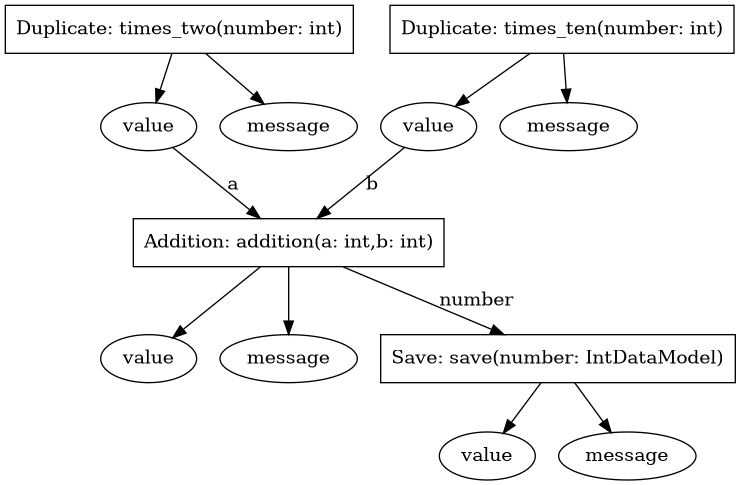 Duplicate: times_two(number: int)
Duplicate: times_ten(number: int)
value
message
value
message
a
b
Addition: addition(a: int,b: int)
number
value
message
Save: save(number: IntDataModel)
value
message